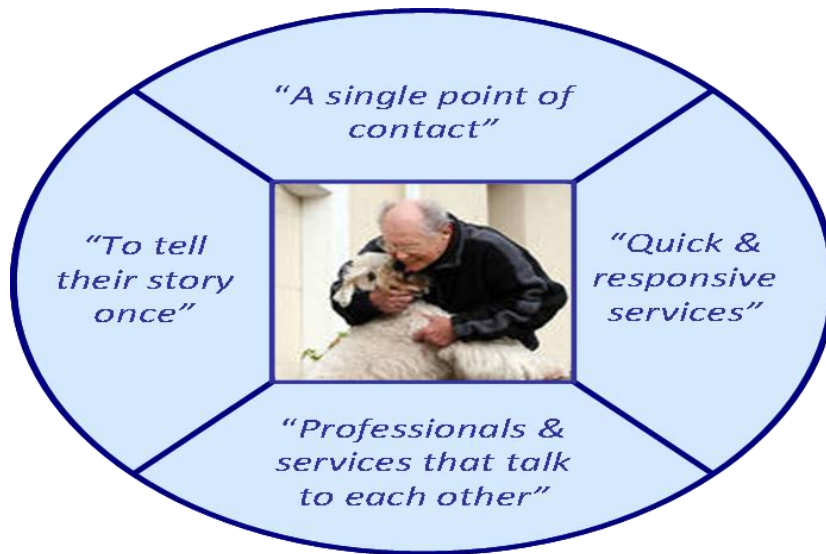 “A single point of
contact”
“To tell
their story
once”
“Quick &
responsive
services”
“Professionals &
services that talk
to each other”